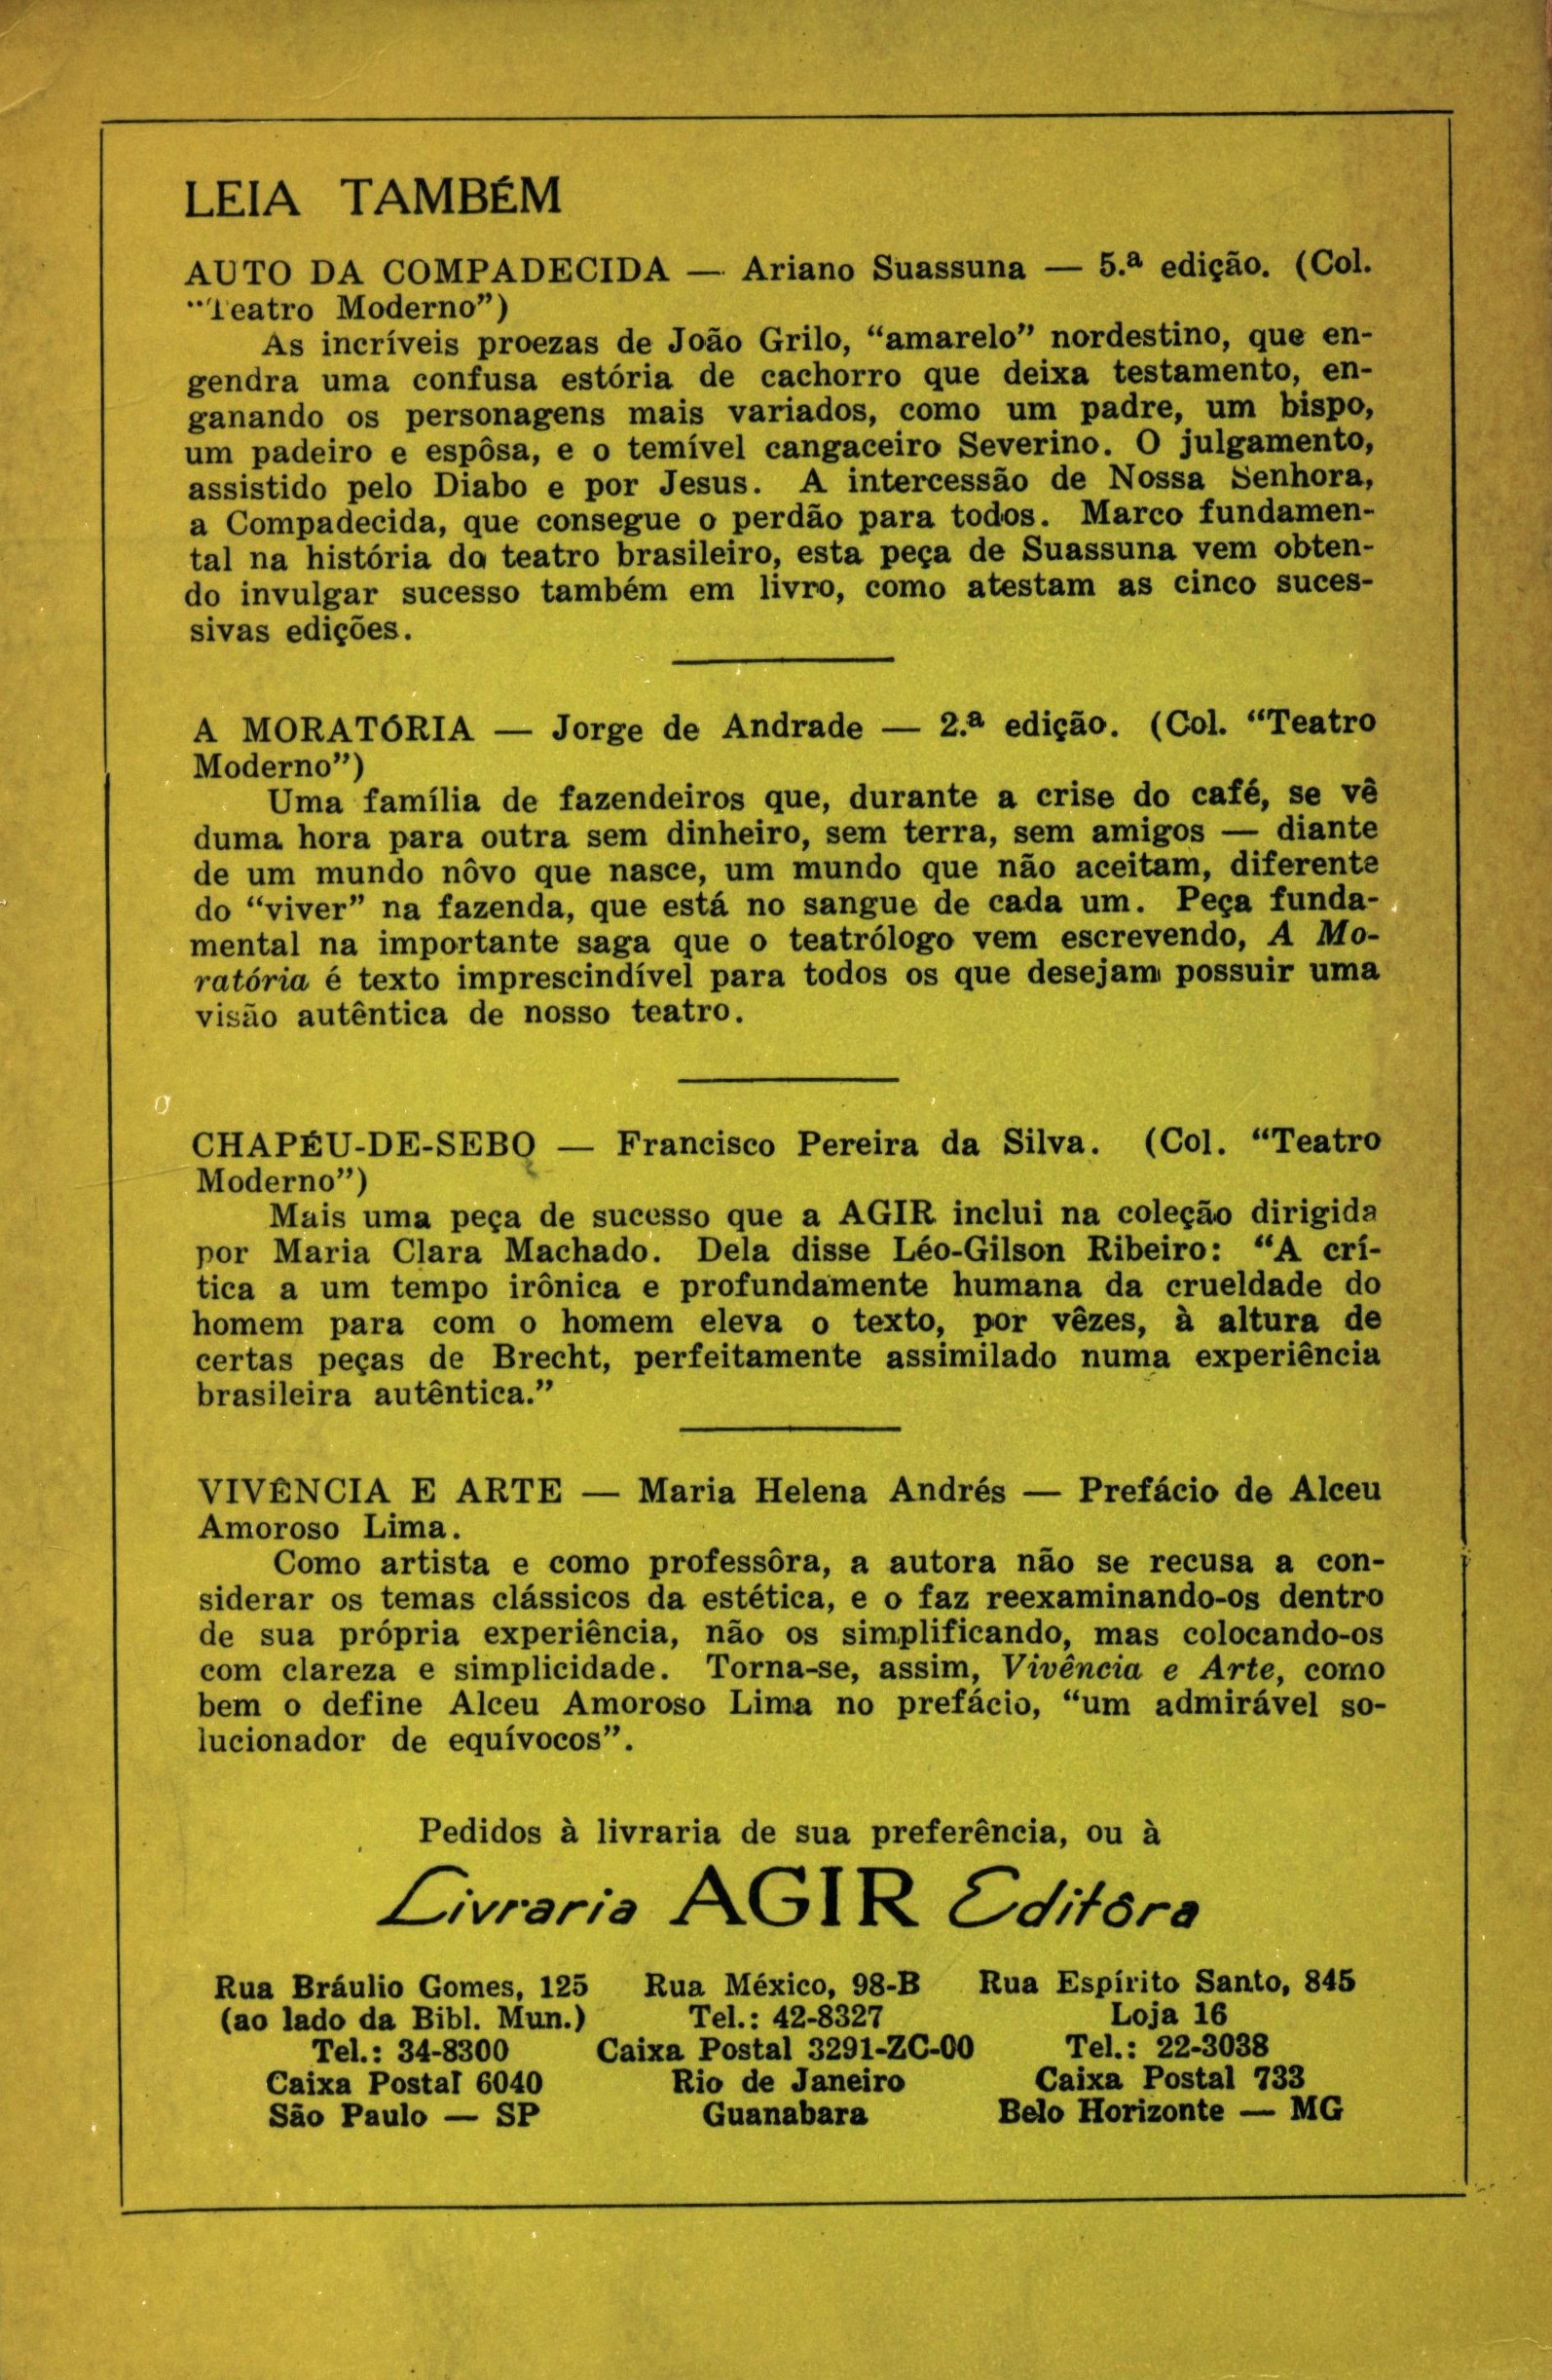 LEIA TAMBÉM
AUTO DA COMPADECIDA — Ariano Suassuna — 5.ª edição. (Col.
"Teatro Moderno")
As incríveis proezas de João Grilo, "amarelo" nordestino, que en-
gendra uma confusa estória de cachorro que deixa testamento, en-
ganando os personagens mais variados, como um padre, um bispo,
um padeiro e espôsa, e o temível cangaceiro Severino. O julgamento,
assistido pelo Diabo e por Jesus. A intercessão de Nossa Senhora,
a Compadecida, que consegue o perdão para todos. Marco fundamen-
tal na história do teatro brasileiro, esta peça de Suassuna vem obten-
do invulgar sucesso também em livro, como atestam as cinco suces-
sivas edições.
A MORATÓRIA — Jorge de Andrade — 2.ª edição. (Col. "Teatro
Moderno")
Uma família de fazendeiros que, durante a crise do café, se vê
duma hora para outra sem dinheiro, sem terra, sem amigos — diante
de um mundo nôvo que nasce, um mundo que não aceitam, diferente
do "viver" na fazenda, que está no sangue de cada um. Peça funda-
mental na importante saga que o teatrólogo vem escrevendo, A Mo-
ratória é texto imprescindível para todos os que desejam possuir uma
visão autêntica de nosso teatro.
CHAPÉU-DE-SEBO — Francisco Pereira da Silva. (Col. "Teatro
Moderno")
Mais uma peça de sucesso que a AGIR inclui na coleção dirigida
por Maria Clara Machado. Dela disse Léo-Gilson Ribeiro: "A crí-
tica a um tempo irônica e profundamente humana da crueldade do
homem para com o homem eleva o texto, por vêzes, à altura de
certas peças de Brecht, perfeitamente assimilado numa experiência
brasileira autêntica."
VIVÊNCIA E ARTE — Maria Helena Andrés — Prefácio de Alceu
Amoroso Lima.
Como artista e como professôra, a autora não se recusa a con-
siderar os temas clássicos da estética, e o faz reexaminando-os dentro
de sua própria experiência, não os simplificando, mas colocando-os
com clareza e simplicidade. Torna-se, assim, Vivência e Arte, como
bem o define Alceu Amoroso Lima no prefácio, "um admirável so-
lucionador de equívocos".
Pedidos à livraria de sua preferência, ou à
Livraria AGIR Editôra
Rua Bráulio Gomes, 125
(ao lado da Bibl. Mun.)
Tel.: 34-8300
Caixa Postal 6040
São Paulo — SP
Rua México, 98-B
Tel.: 42-8327
Caixa Postal 3291-ZC-00
Rio de Janeiro
Guanabara
Rua Espírito Santo, 845
Loja 16
Tel.: 22-3038
Caixa Postal 733
Belo Horizonte — MG